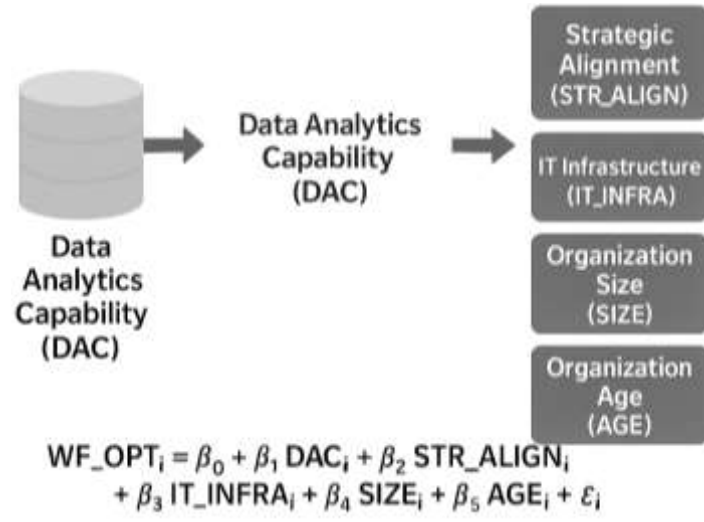 Data
Analytics
Capability
(DAC)
Data Analytics
Capability
(DAC)
Strategic
Alignment
(STR_ALIGN)
IT Infrastructure
(IT_INFRA)
Organization
Size
(SIZE)
Organization
Age
(AGE)
WF_OPTᵢ = β₀ + β₁ DACᵢ + β₂ STR_ALIGNᵢ
+ β₃ IT_INFRAᵢ + β₄ SIZEᵢ + β₅ AGEᵢ + εᵢ